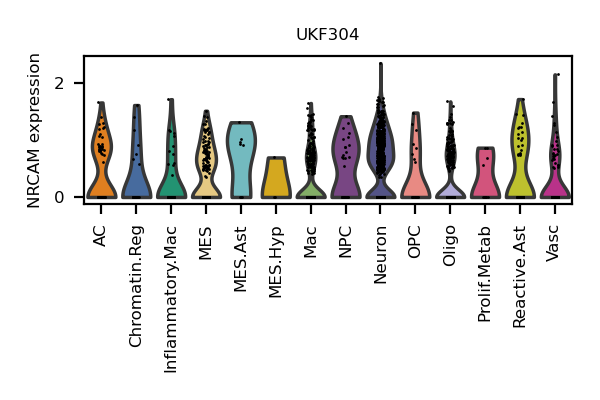 UKF304
NRCAM expression
2
0
AC
Chromatin.Reg
Inflammatory.Mac
MES
MES.Ast
MES.Hyp
Mac
NPC
Neuron
OPC
Oligo
Prolif.Metab
Reactive.Ast
Vasc